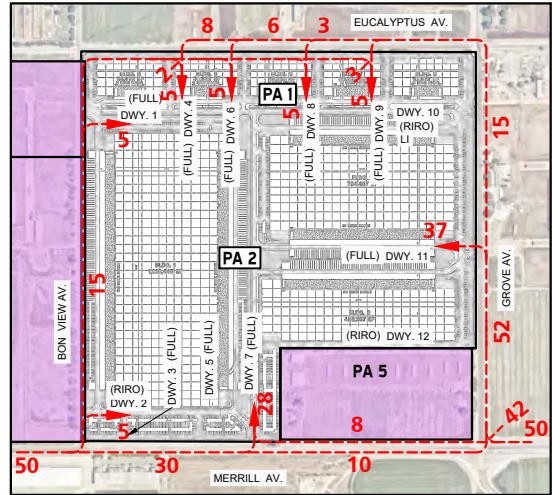 EUCALYPTUS AV.
8
6
3
2
3
5
5
5
5
15
(FULL)
DWY. 1
5
(FULL) DWY. 4
(FULL) DWY. 6
PA 1
(FULL) DWY. 8
(FULL) DWY. 9
DWY. 10
(RIRO)
LI
37
(FULL) DWY. 11
PA 2
GROVE AV.
52
BON VIEW AV.
15
(RIRO) DWY. 12
PA 5
(RIRO)
DWY. 2
DWY. 3 (FULL)
DWY. 5 (FULL)
DWY. 7 (FULL)
28
5
8
42
50
50
30
10
MERRILL AV.